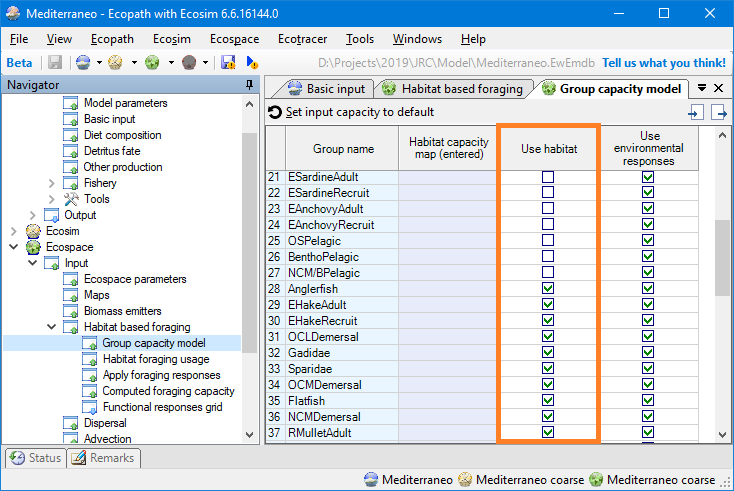 Mediterraneo - Ecopath with Ecosim 6.6.16144.0
File View Ecopath Ecosim Ecospace Ecotracer Tools Windows Help
Beta D:\Projects\2019\JRC\Model\Mediterraneo.EwEmdb Tell us what you think!
Navigator
Model parameters
Basic input
Diet composition
Detritus fate
Other production
Fishery
Tools
Output
Ecosim
Ecospace
Input
Ecospace parameters
Maps
Biomass emitters
Habitat based foraging
Group capacity model
Habitat foraging usage
Apply foraging responses
Computed foraging capacity
Functional responses grid
Dispersal
Advection
Basic input Habitat based foraging Group capacity model
Set input capacity to default
Group name Habitat capacity map (entered) Use habitat Use environmental responses
21 ESardineAdult
22 ESardineRecruit
23 EAnchovyAdult
24 EAnchovyRecruit
25 OSPelagic
26 BenthoPelagic
27 NCM/BPelagic
28 Anglerfish
29 EHakeAdult
30 EHakeRecruit
31 OCLDemersal
32 Gadidae
33 Sparidae
34 OCMDemersal
35 Flatfish
36 NCMDemersal
37 RMulletAdult
Status Remarks
Mediterraneo Mediterraneo coarse Mediterraneo coarse